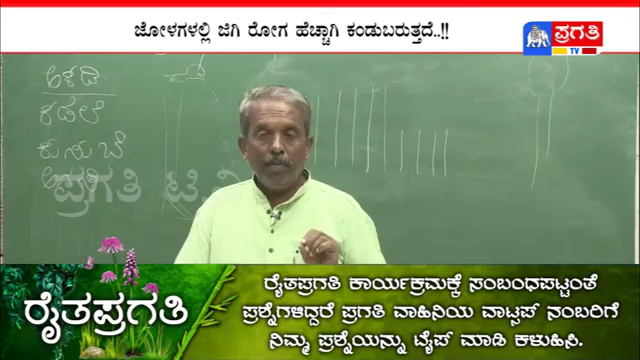 ಜೋಳಗಳಲ್ಲಿ ಜಿಗಿ ರೋಗ ಹೆಚ್ಚಾಗಿ ಕಂಡುಬರುತ್ತದೆ..!!
ಪ್ರಗತಿ
TV
ಕಡಲೆ
ಕುಸುಬೆ
ಪ್ರಗತಿ ಟಿ.ವಿ
ರೈತಪ್ರಗತಿ
ರೈತಪ್ರಗತಿ ಕಾರ್ಯಕ್ರಮಕ್ಕೆ ಸಂಬಂಧಪಟ್ಟಂತೆ
ಪ್ರಶ್ನೆಗಳಿದ್ದರೆ ಪ್ರಗತಿ ವಾಹಿನಿಯ ವಾಟ್ಸಪ್ ನಂಬರಿಗೆ
ನಿಮ್ಮ ಪ್ರಶ್ನೆಯನ್ನು ಟೈಪ್ ಮಾಡಿ ಕಳುಹಿಸಿ.